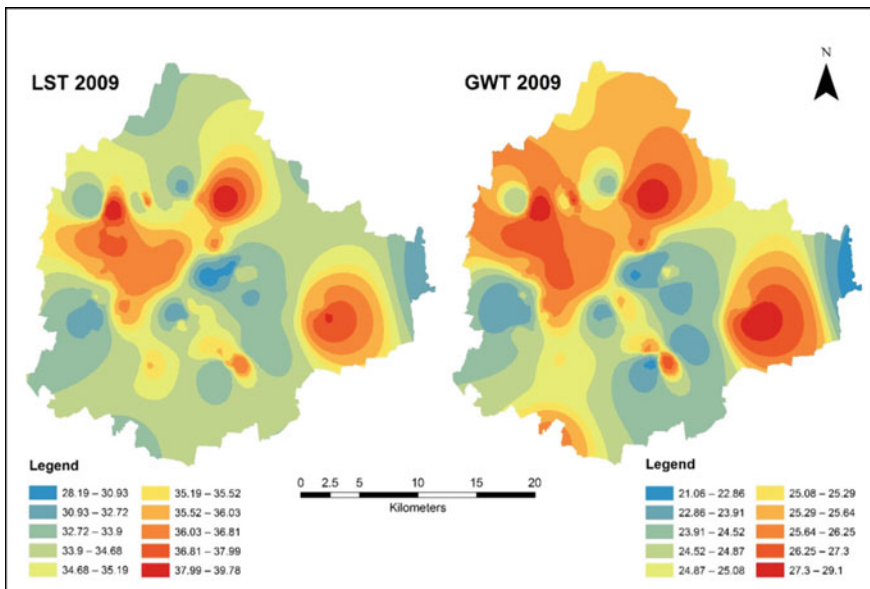 LST 2009
GWT 2009
N
Legend
28.19 – 30.93
30.93 – 32.72
32.72 – 33.9
33.9 – 34.68
34.68 – 35.19
35.19 – 35.52
35.52 – 36.03
36.03 – 36.81
36.81 – 37.99
37.99 – 39.78
0 2.5 5 10 15 20
Kilometers
Legend
21.06 – 22.86
22.86 – 23.91
23.91 – 24.52
24.52 – 24.87
24.87 – 25.08
25.08 – 25.29
25.29 – 25.64
25.64 – 26.25
26.25 – 27.3
27.3 – 29.1